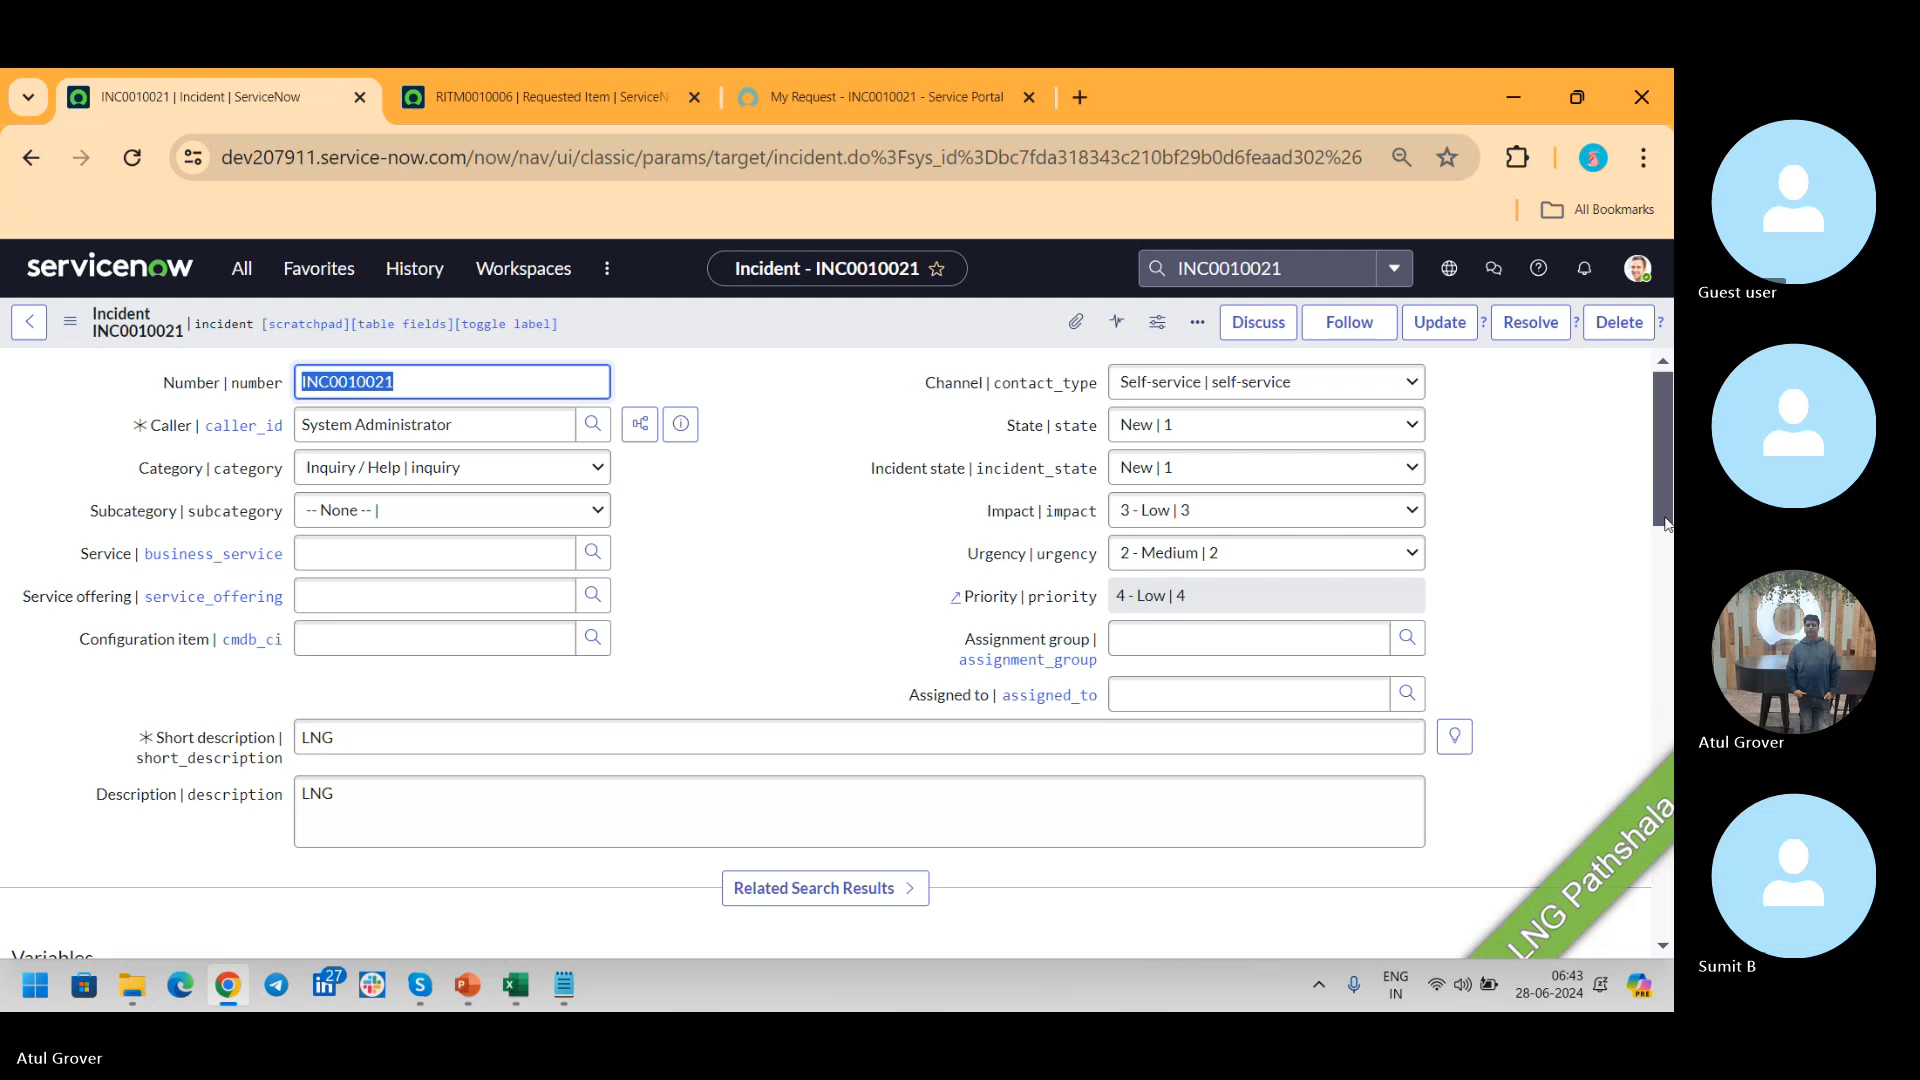 INC0010021 | Incident | ServiceNow
RITM0010006 | Requested Item | ServiceN
My Request - INC0010021 - Service Portal
dev207911.service-now.com/now/nav/ui/classic/params/target/incident.do%3Fsys_id%3Dbc7fda318343c210bf29b0d6feaad302%26
All Bookmarks
servicenow
All
Favorites
History
Workspaces
Incident - INC0010021
INC0010021
Incident
INC0010021 | incident [scratchpad][table fields][toggle label]
Discuss
Follow
Update ?
Resolve ?
Delete ?
Number | number
INC0010021
Channel | contact_type
Self-service | self-service
Caller | caller_id
System Administrator
State | state
New | 1
Category | category
Inquiry / Help | inquiry
Incident state | incident_state
New | 1
Subcategory | subcategory
-- None -- |
Impact | impact
3 - Low | 3
Service | business_service
Urgency | urgency
2 - Medium | 2
Service offering | service_offering
Priority | priority
4 - Low | 4
Configuration item | cmdb_ci
Assignment group |
assignment_group
Assigned to | assigned_to
Short description |
short_description
LNG
Description | description
LNG
Related Search Results
Variables
LNG Pathshala
27
ENG
IN
06:43
28-06-2024
PRE
Guest user
Atul Grover
Sumit B
Atul Grover